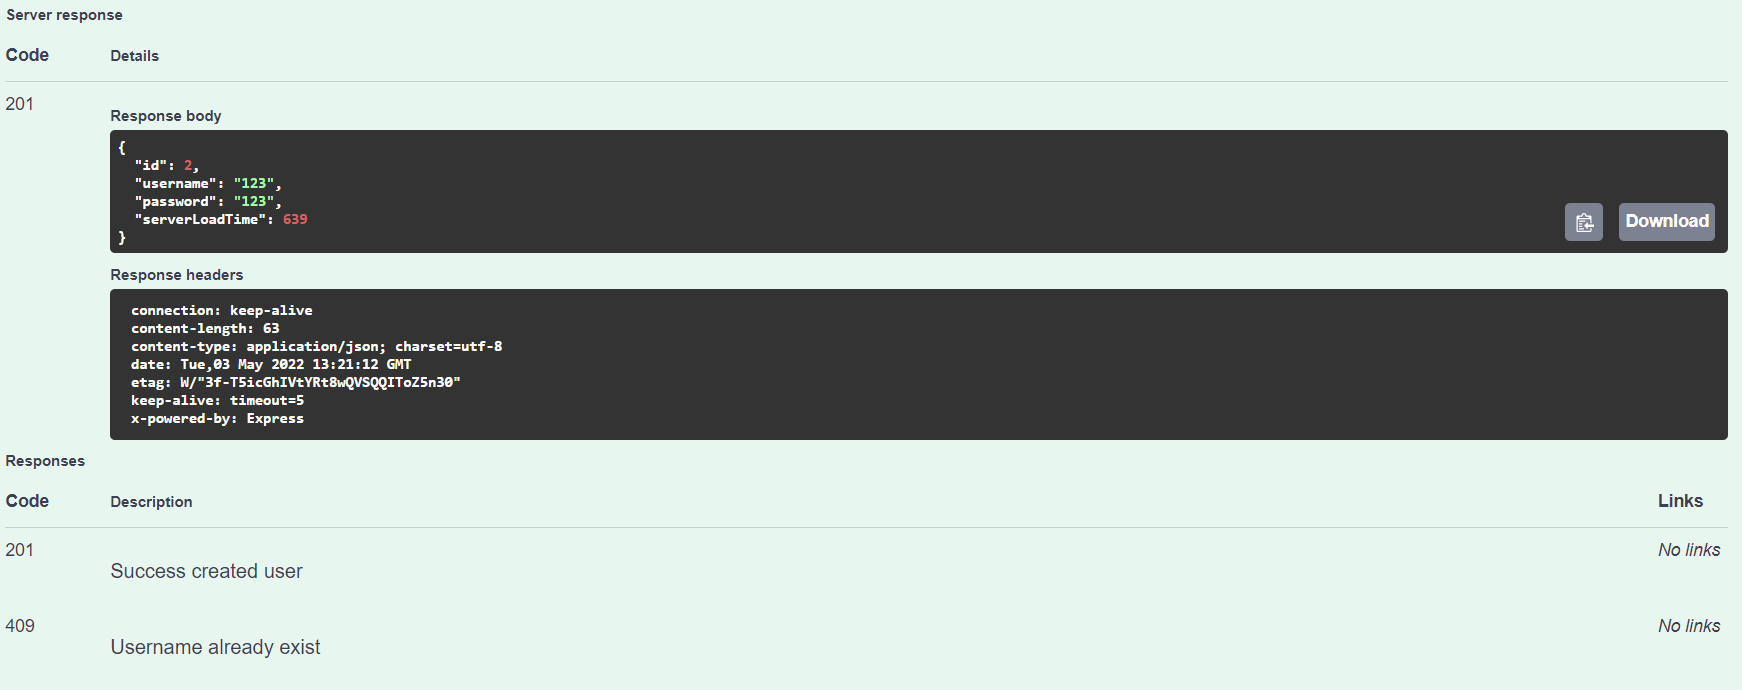 Server response
Code Details
201
Response body
{
  "id": 2,
  "username": "123",
  "password": "123",
  "serverLoadTime": 639
}
Download
Response headers
connection: keep-alive
content-length: 63
content-type: application/json; charset=utf-8
date: Tue,03 May 2022 13:21:12 GMT
etag: W/"3f-T5icGhIVtYRt8wQVSQQIToZ5n30"
keep-alive: timeout=5
x-powered-by: Express
Responses
Code Description Links
201 No links
Success created user
409 No links
Username already exist